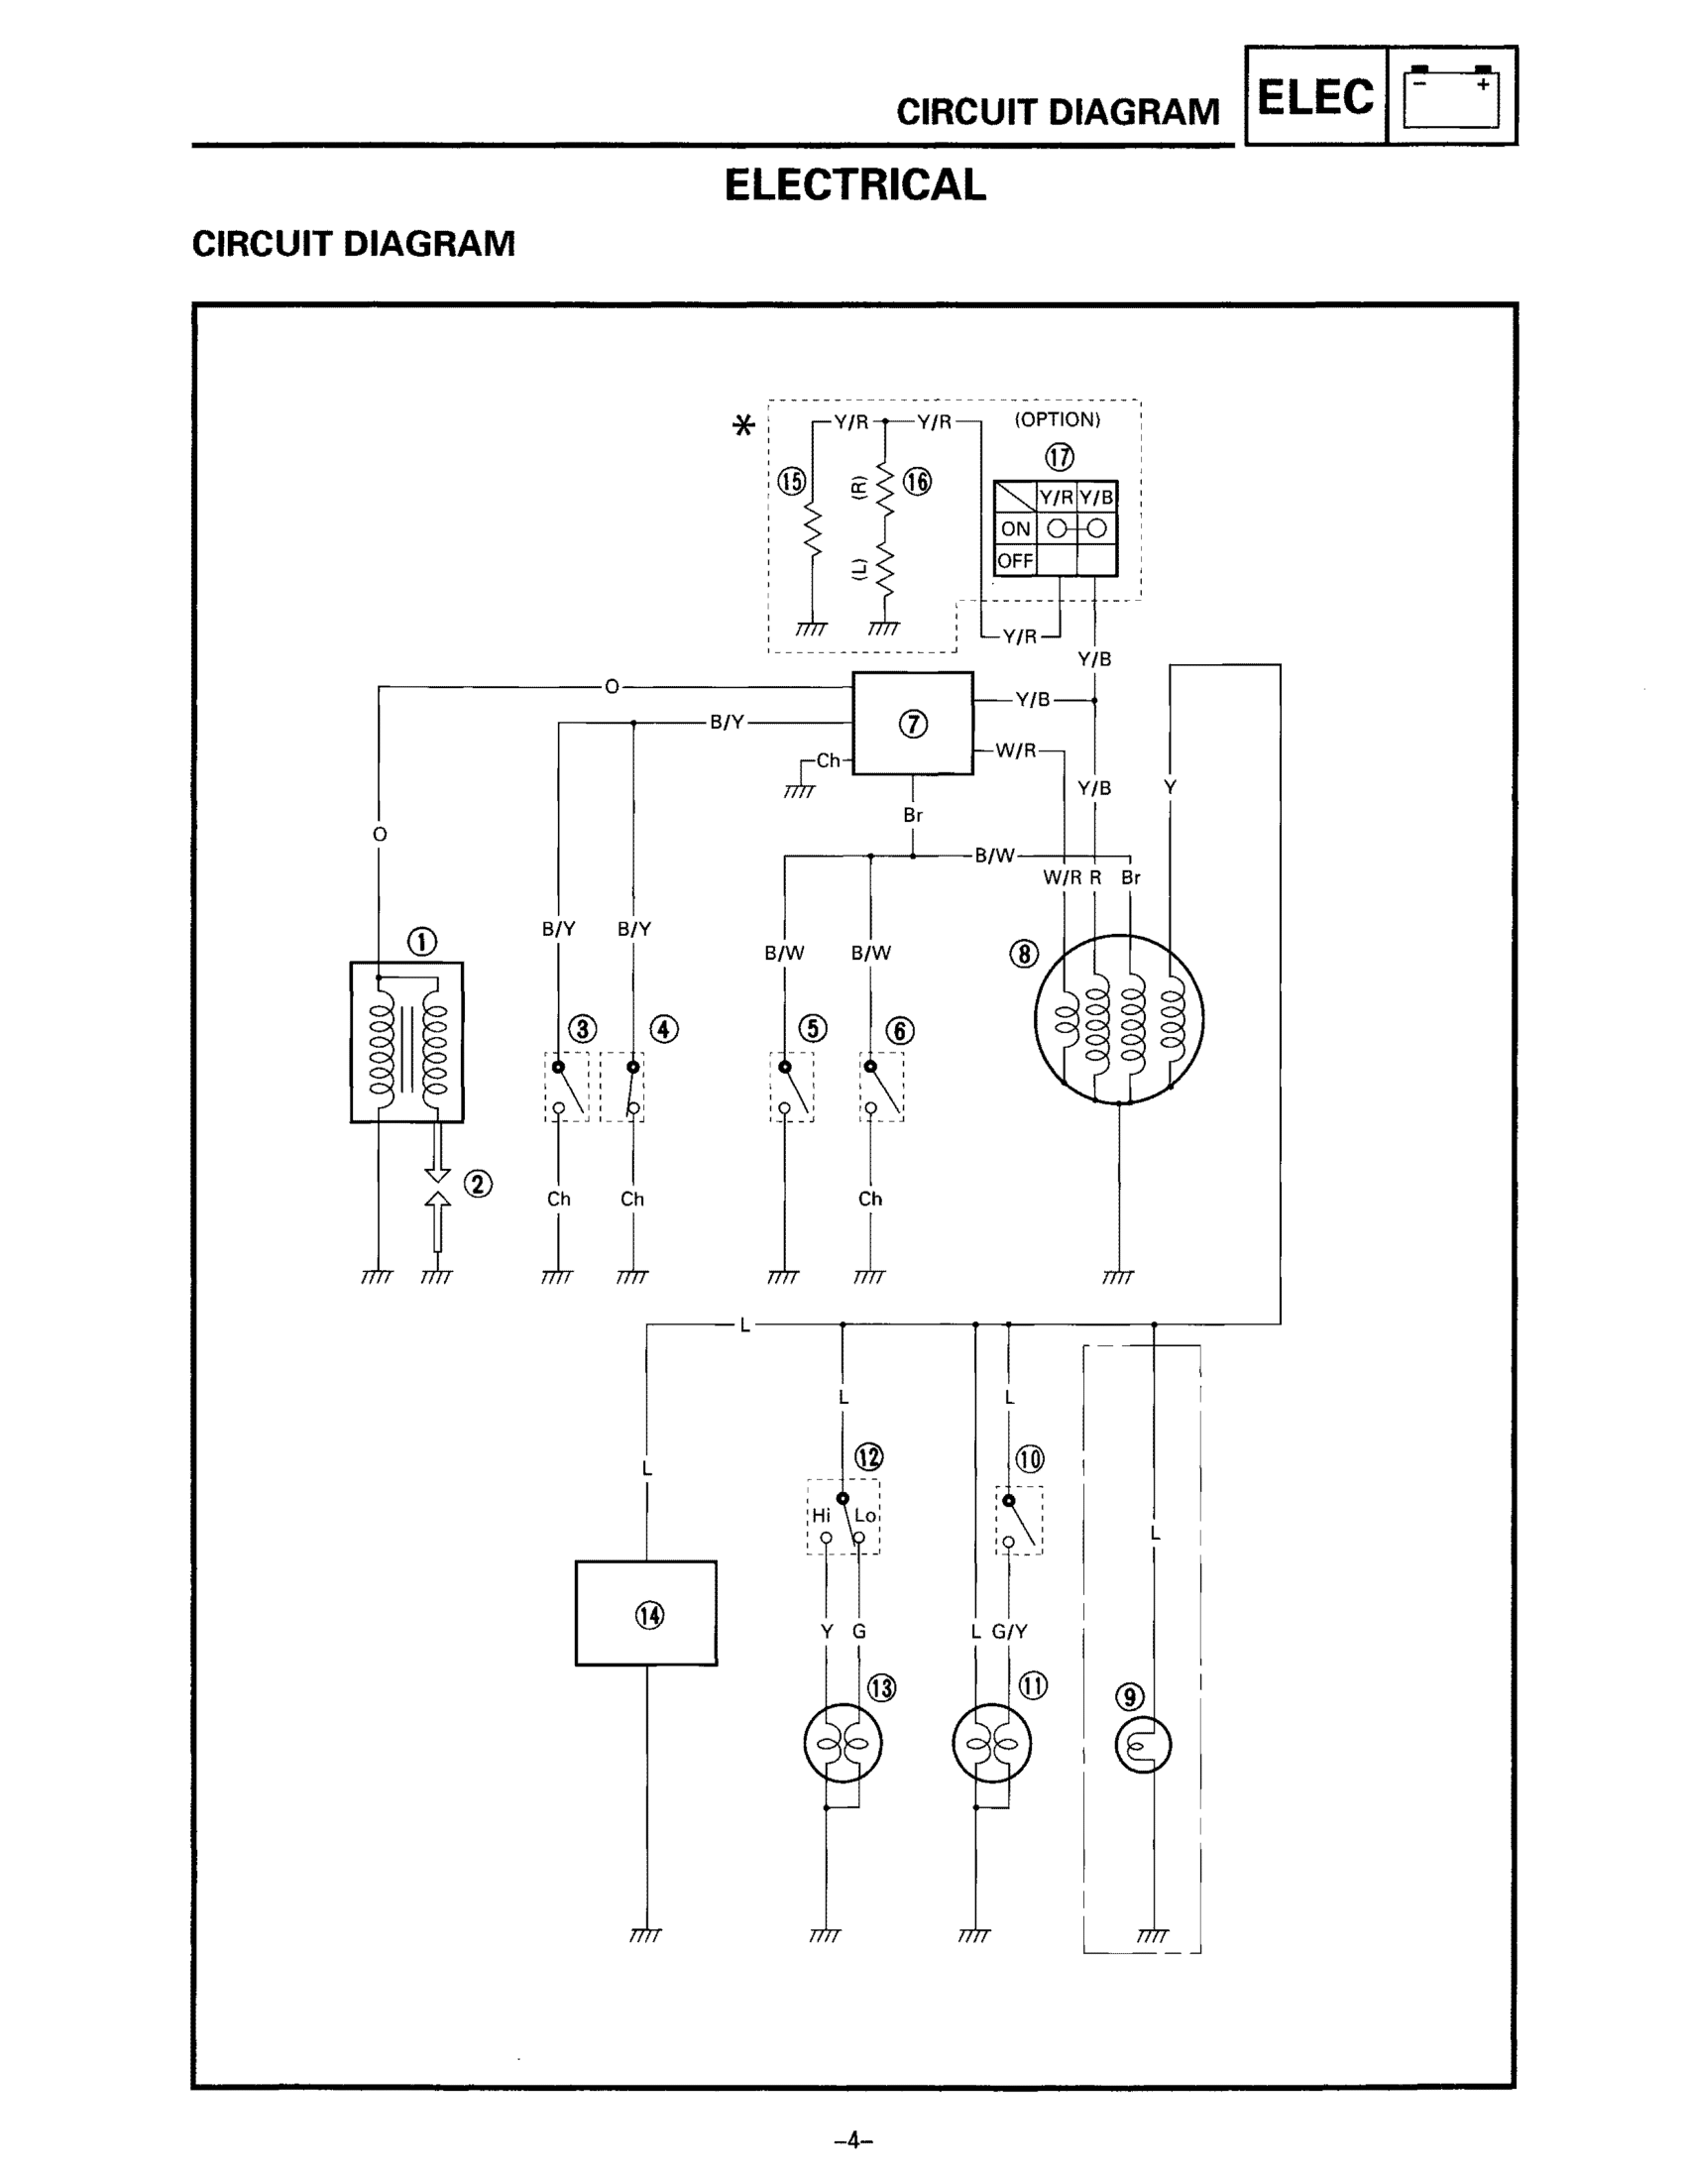 CIRCUIT DIAGRAM
ELEC
- +
ELECTRICAL
CIRCUIT DIAGRAM
*
Y/R Y/R (OPTION)
⑰
⑮ (R) ⑯
Y/R Y/B
ON
OFF
(L)
Y/R
Y/B
O
Y/B
B/Y ⑦
W/R
Ch
Y/B Y
Br
O
B/W
W/R R Br
B/Y B/Y
① B/W B/W ⑧
③ ④ ⑤ ⑥
②
Ch Ch Ch
L
L L
⑫ ⑩
L
Hi Lo
L
⑭
Y G L G/Y
⑬ ⑪ ⑨
–4–